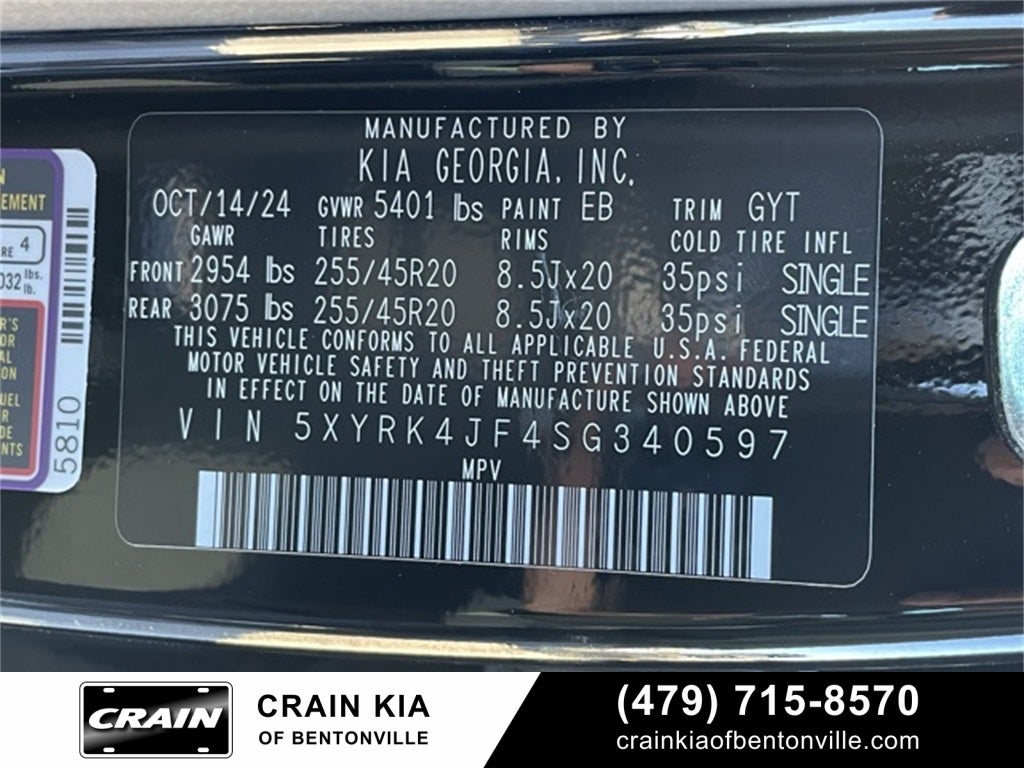 MANUFACTURED BY
KIA GEORGIA, INC.
OCT/14/24 GVWR 5401 lbs PAINT EB TRIM GYT
GAWR TIRES RIMS COLD TIRE INFL
FRONT 2954 lbs 255/45R20 8.5Jx20 35psi SINGLE
REAR 3075 lbs 255/45R20 8.5Jx20 35psi SINGLE
THIS VEHICLE CONFORMS TO ALL APPLICABLE U.S.A. FEDERAL
MOTOR VEHICLE SAFETY AND THEFT PREVENTION STANDARDS
IN EFFECT ON THE DATE OF MANUFACTURE SHOWN ABOVE
VIN 5XYRK4JF4SG340597
MPV
4
lbs.
lb.
5810
CRAIN
CRAIN KIA
OF BENTONVILLE
(479) 715-8570
crainkiaofbentonville.com